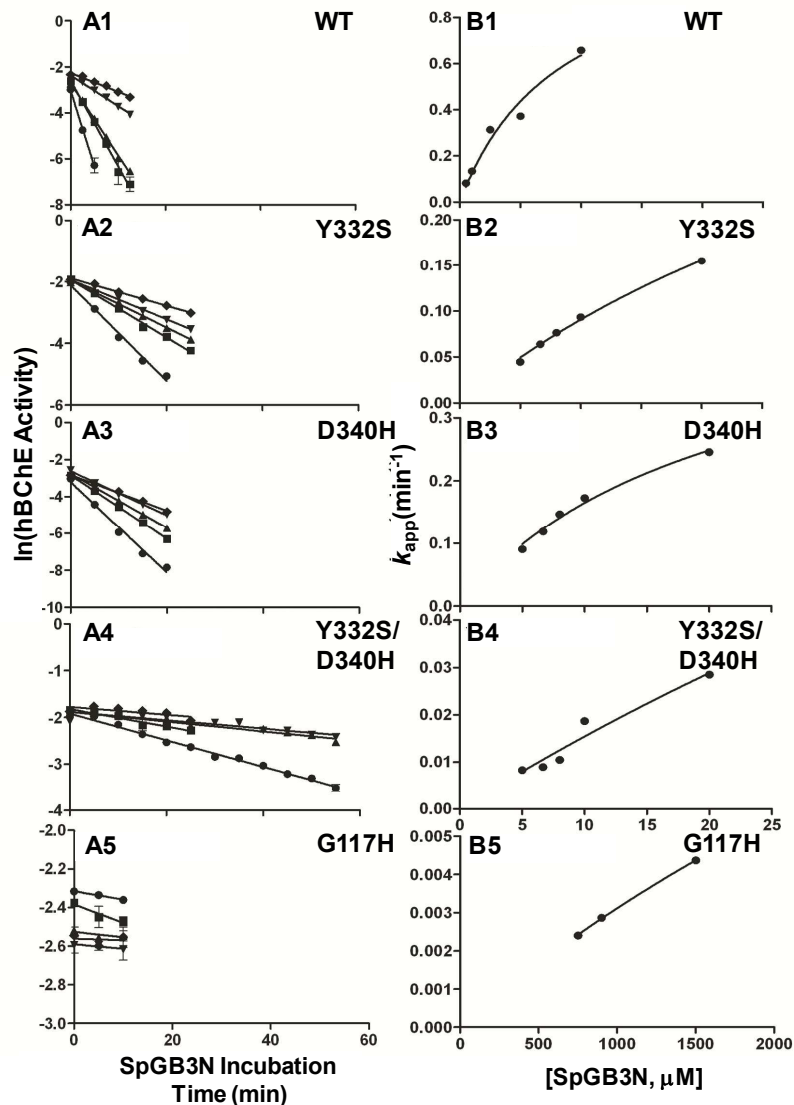 A1 WT
0
-2
-4
-6
-8
B1 WT
0.8
0.6
0.4
0.2
0.0
A2 Y332S
0
-2
-4
-6
B2 Y332S
0.20
0.15
0.10
0.05
0.00
A3 D340H
0
-2
-4
-6
-8
-10
B3 D340H
0.3
0.2
0.1
0.0
A4 Y332S/
D340H
0
-1
-2
-3
-4
B4 Y332S/
D340H
0.04
0.03
0.02
0.01
0.00
0 5 10 15 20 25
A5 G117H
-2.0
-2.2
-2.4
-2.6
-2.8
-3.0
0 20 40 60
B5 G117H
0.005
0.004
0.003
0.002
0.001
0.000
0 500 1000 1500 2000
ln(hBChE Activity)
kapp(min-1)
SpGB3N Incubation
Time (min)
[SpGB3N, μM]